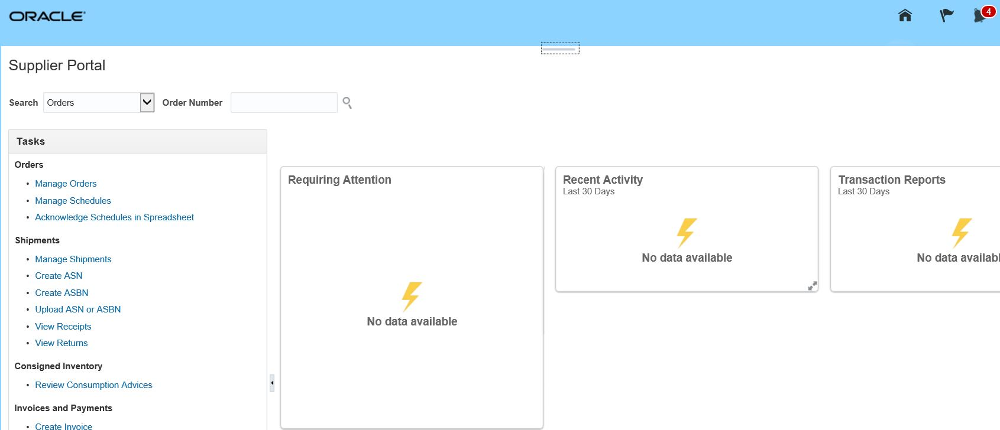 ORACLE®
4
Supplier Portal
Search Orders Order Number
Tasks
Orders
• Manage Orders
• Manage Schedules
• Acknowledge Schedules in Spreadsheet
Shipments
• Manage Shipments
• Create ASN
• Create ASBN
• Upload ASN or ASBN
• View Receipts
• View Returns
Consigned Inventory
• Review Consumption Advices
Invoices and Payments
• Create Invoice
Requiring Attention
No data available
Recent Activity
Last 30 Days
No data available
Transaction Reports
Last 30 Days
No data availabl